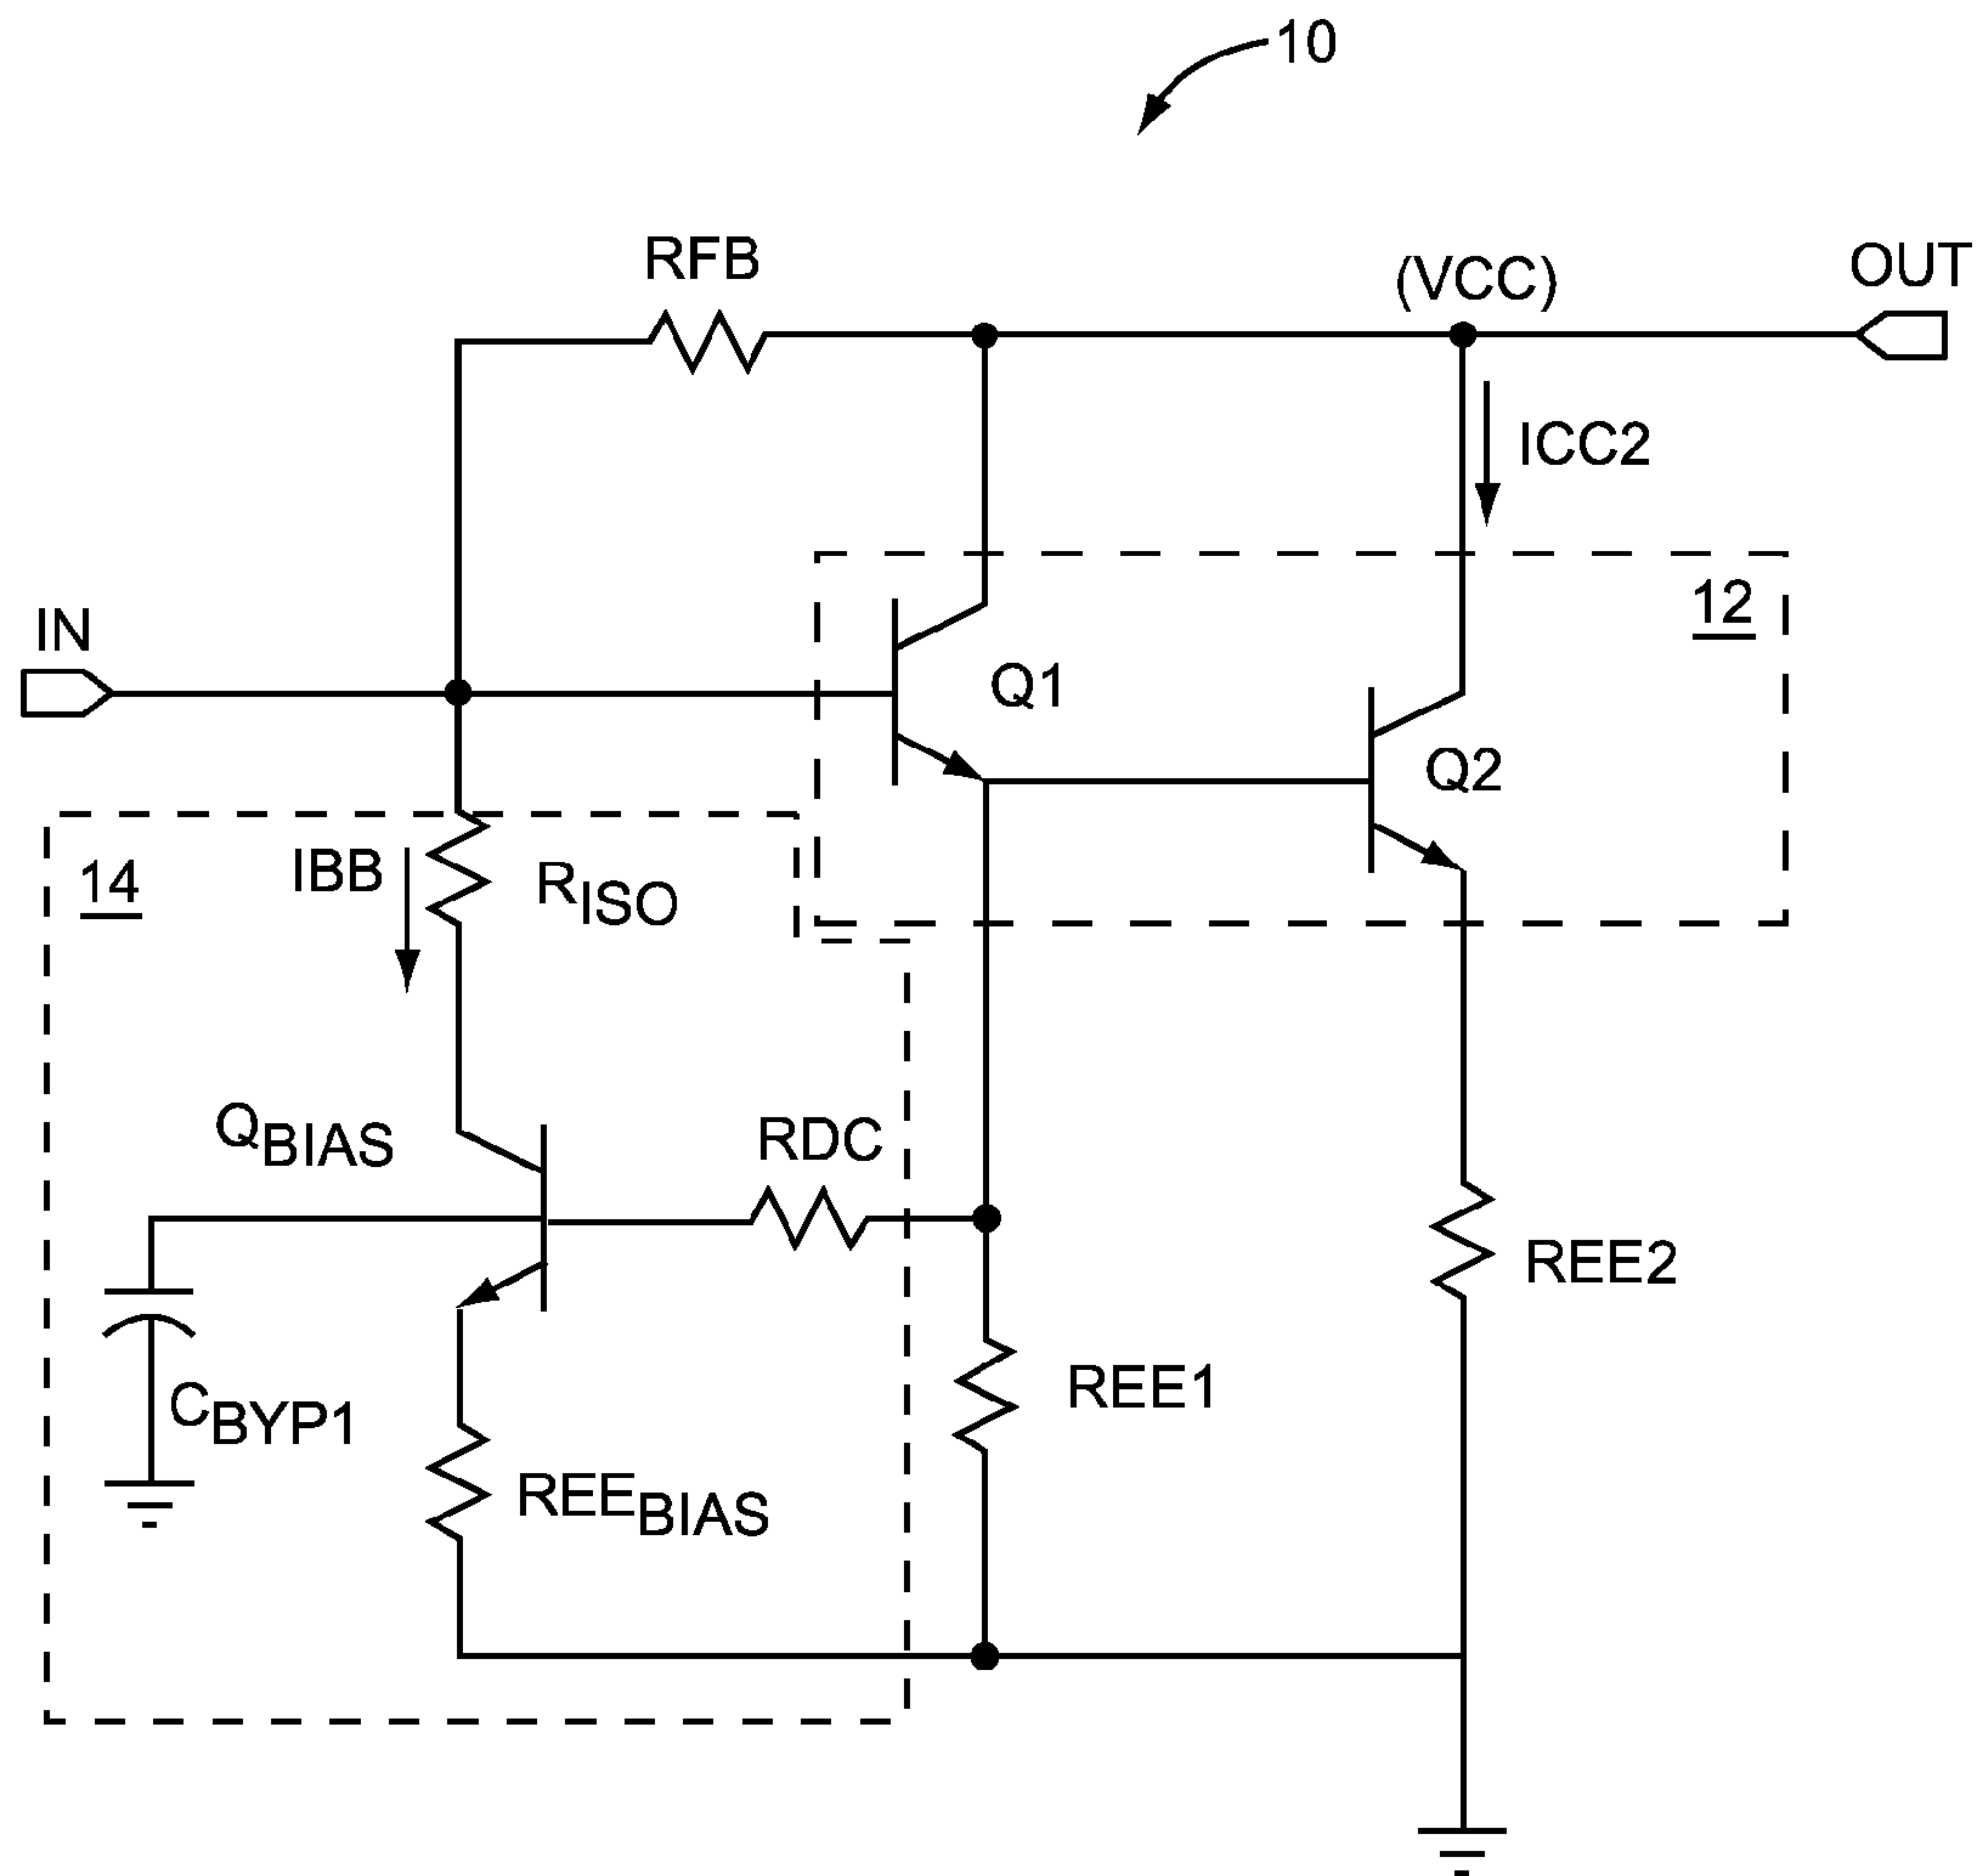 10
RFB
(VCC)
OUT
ICC2
12
IN
Q1
Q2
14
IBB
RISO
QBIAS
RDC
REE2
REE1
CBYP1
REEBIAS